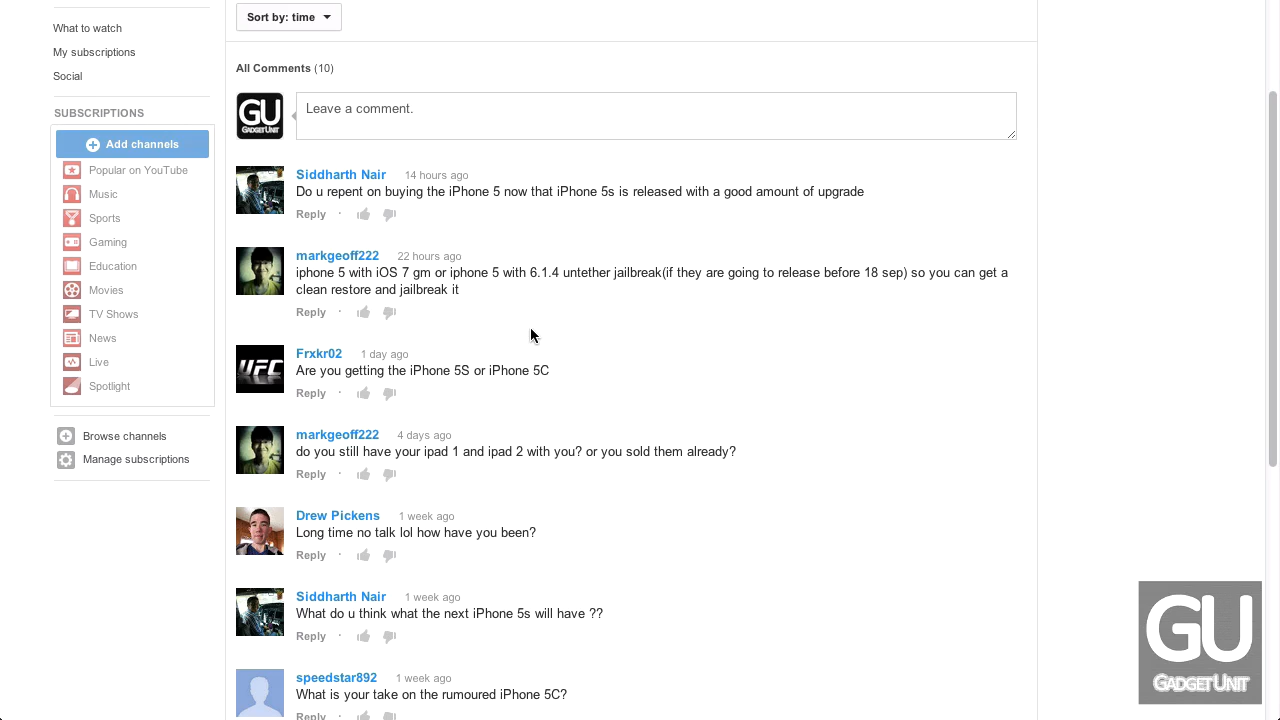 What to watch
My subscriptions
Social
SUBSCRIPTIONS
Add channels
Popular on YouTube
Music
Sports
Gaming
Education
Movies
TV Shows
News
Live
Spotlight
Browse channels
Manage subscriptions
Sort by: time
All Comments (10)
GU
GADGETUNIT
Leave a comment.
Siddharth Nair 14 hours ago
Do u repent on buying the iPhone 5 now that iPhone 5s is released with a good amount of upgrade
Reply ·
markgeoff222 22 hours ago
iphone 5 with iOS 7 gm or iphone 5 with 6.1.4 untether jailbreak(if they are going to release before 18 sep) so you can get a
clean restore and jailbreak it
Reply ·
UFC
Frxkr02 1 day ago
Are you getting the iPhone 5S or iPhone 5C
Reply ·
markgeoff222 4 days ago
do you still have your ipad 1 and ipad 2 with you? or you sold them already?
Reply ·
Drew Pickens 1 week ago
Long time no talk lol how have you been?
Reply ·
Siddharth Nair 1 week ago
What do u think what the next iPhone 5s will have ??
Reply ·
speedstar892 1 week ago
What is your take on the rumoured iPhone 5C?
Reply ·
GU
GADGETUNIT